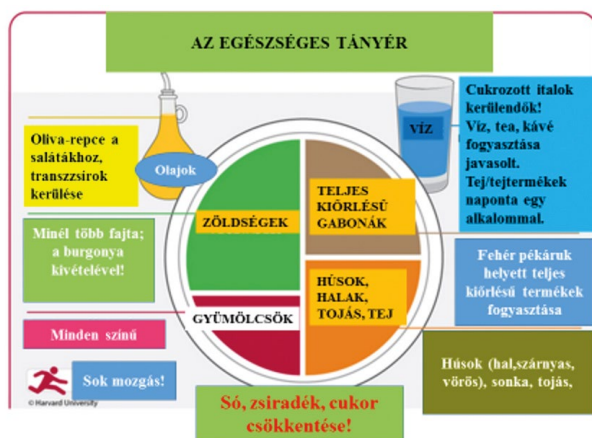 AZ EGÉSZSÉGES TÁNYÉR
Oliva-repce a
salátákhoz,
transzzsírok
kerülése
Olajok
VÍZ
Cukrozott italok
kerülendők!
Víz, tea, kávé
fogyasztása
javasolt.
Tej/tejtermékek
naponta egy
alkalommal.
ZÖLDSÉGEK
TELJES
KIŐRLÉSŰ
GABONÁK
Minél több fajta;
a burgonya
kivételével!
Fehér pékáruk
helyett teljes
kiőrlésű termékek
fogyasztása
GYÜMÖLCSÖK
HÚSOK,
HALAK,
TOJÁS, TEJ
Minden színű
Húsok (hal,szárnyas,
vörös), sonka, tojás,
Sok mozgás!
© Harvard University
Só, zsiradék, cukor
csökkentése!